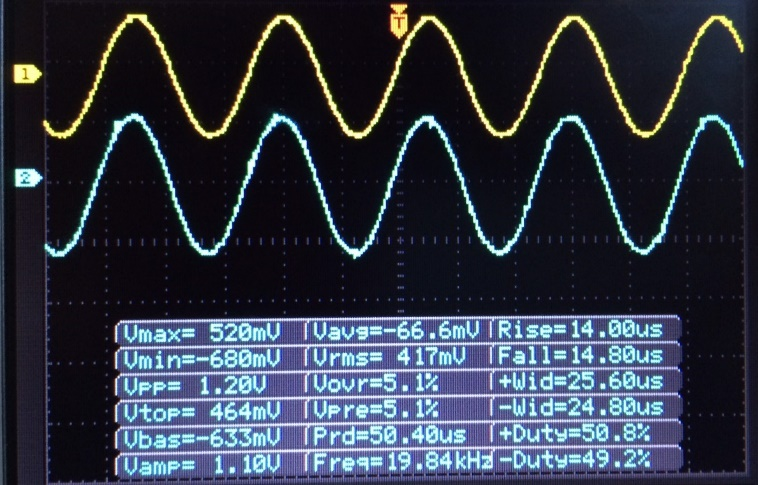 T
1
2
Vmax= 520mV Vavg=-66.6mV Rise=14.00us
Vmin=-680mV Vrms= 417mV Fall=14.80us
Vpp= 1.20V Vovr=5.1% +Wid=25.60us
Vtop= 464mV Vpre=5.1% -Wid=24.80us
Vbas=-633mV Prd=50.40us +Duty=50.8%
Vamp= 1.10V Freq=19.84kHz -Duty=49.2%